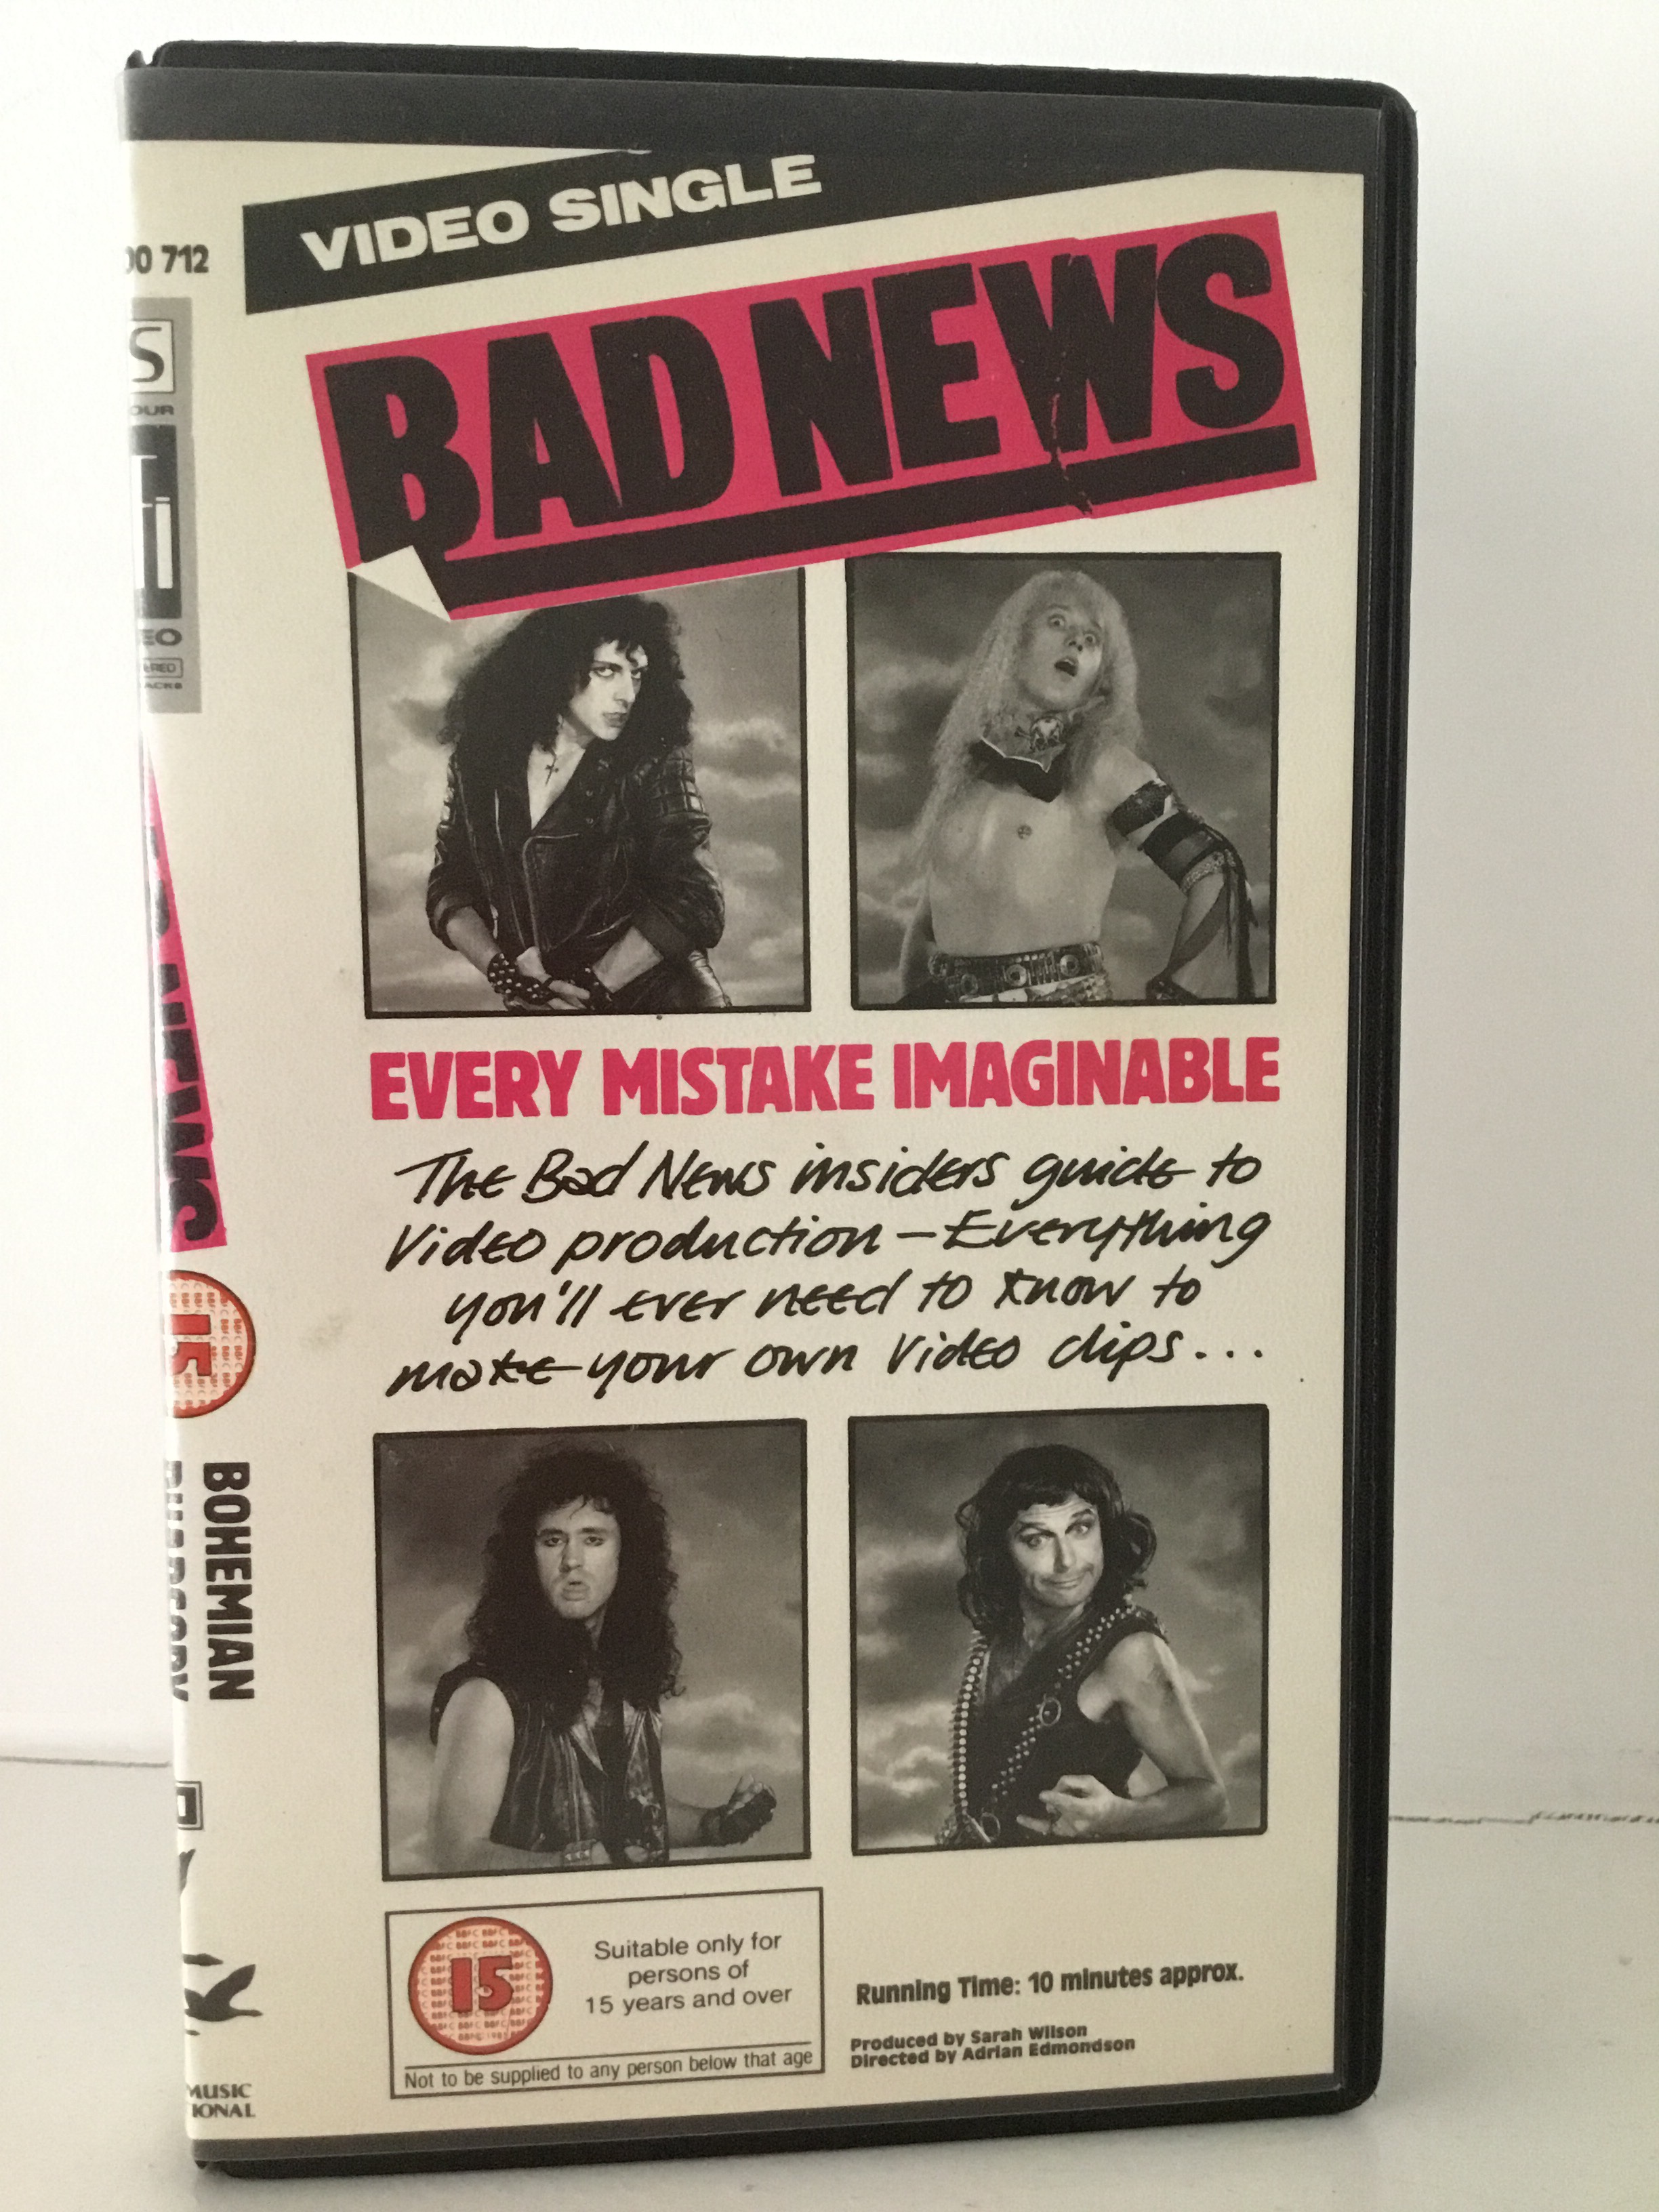 VIDEO SINGLE
BAD NEWS
EVERY MISTAKE IMAGINABLE
The Bad News insiders guide to
Video production – Everything
you'll ever need to know to
make your own Video clips...
15
Suitable only for
persons of
15 years and over
Not to be supplied to any person below that age
Running Time: 10 minutes approx.
Produced by Sarah Wilson
Directed by Adrian Edmondson
712
15
BOHEMIAN
MUSIC